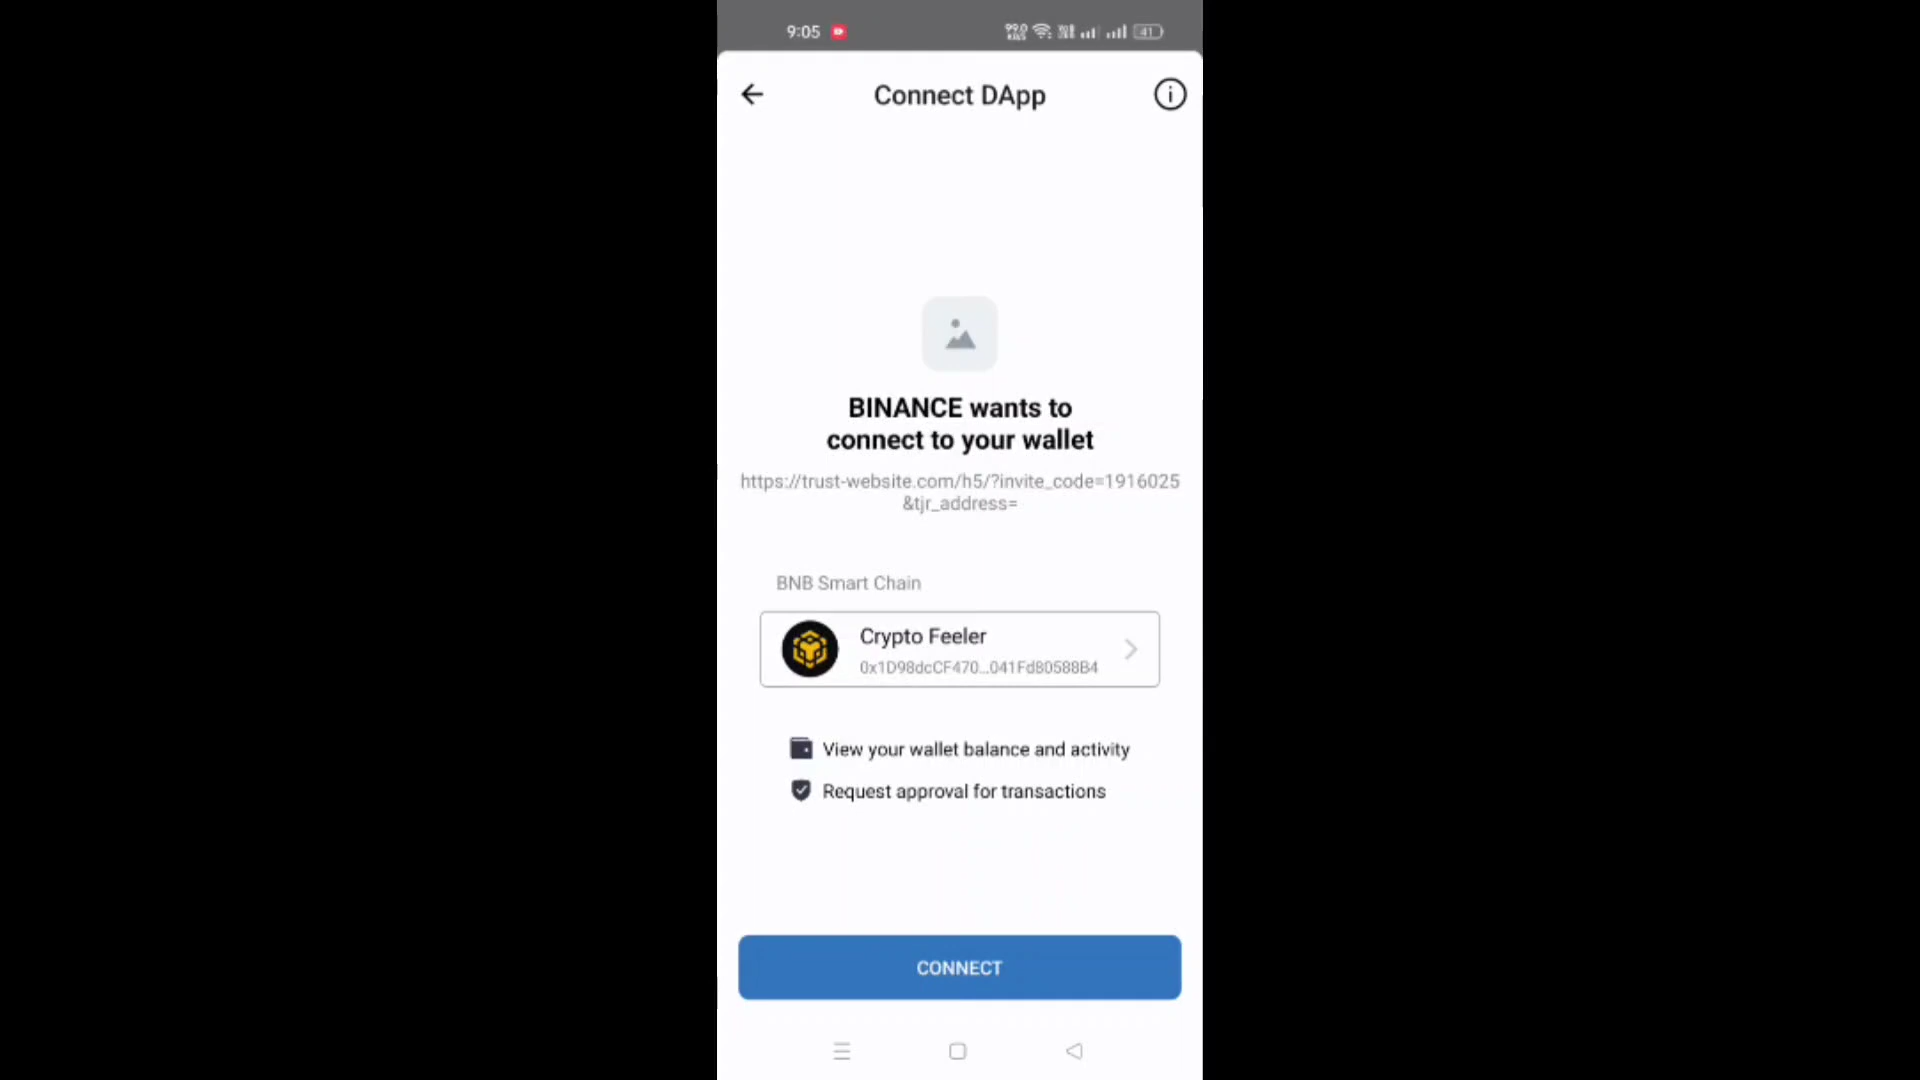 9:05
41
Connect DApp
BINANCE wants to
connect to your wallet
https://trust-website.com/h5/?invite_code=1916025
&tjr_address=
BNB Smart Chain
Crypto Feeler
0x1D98dcCF470...041Fd80588B4
View your wallet balance and activity
Request approval for transactions
CONNECT